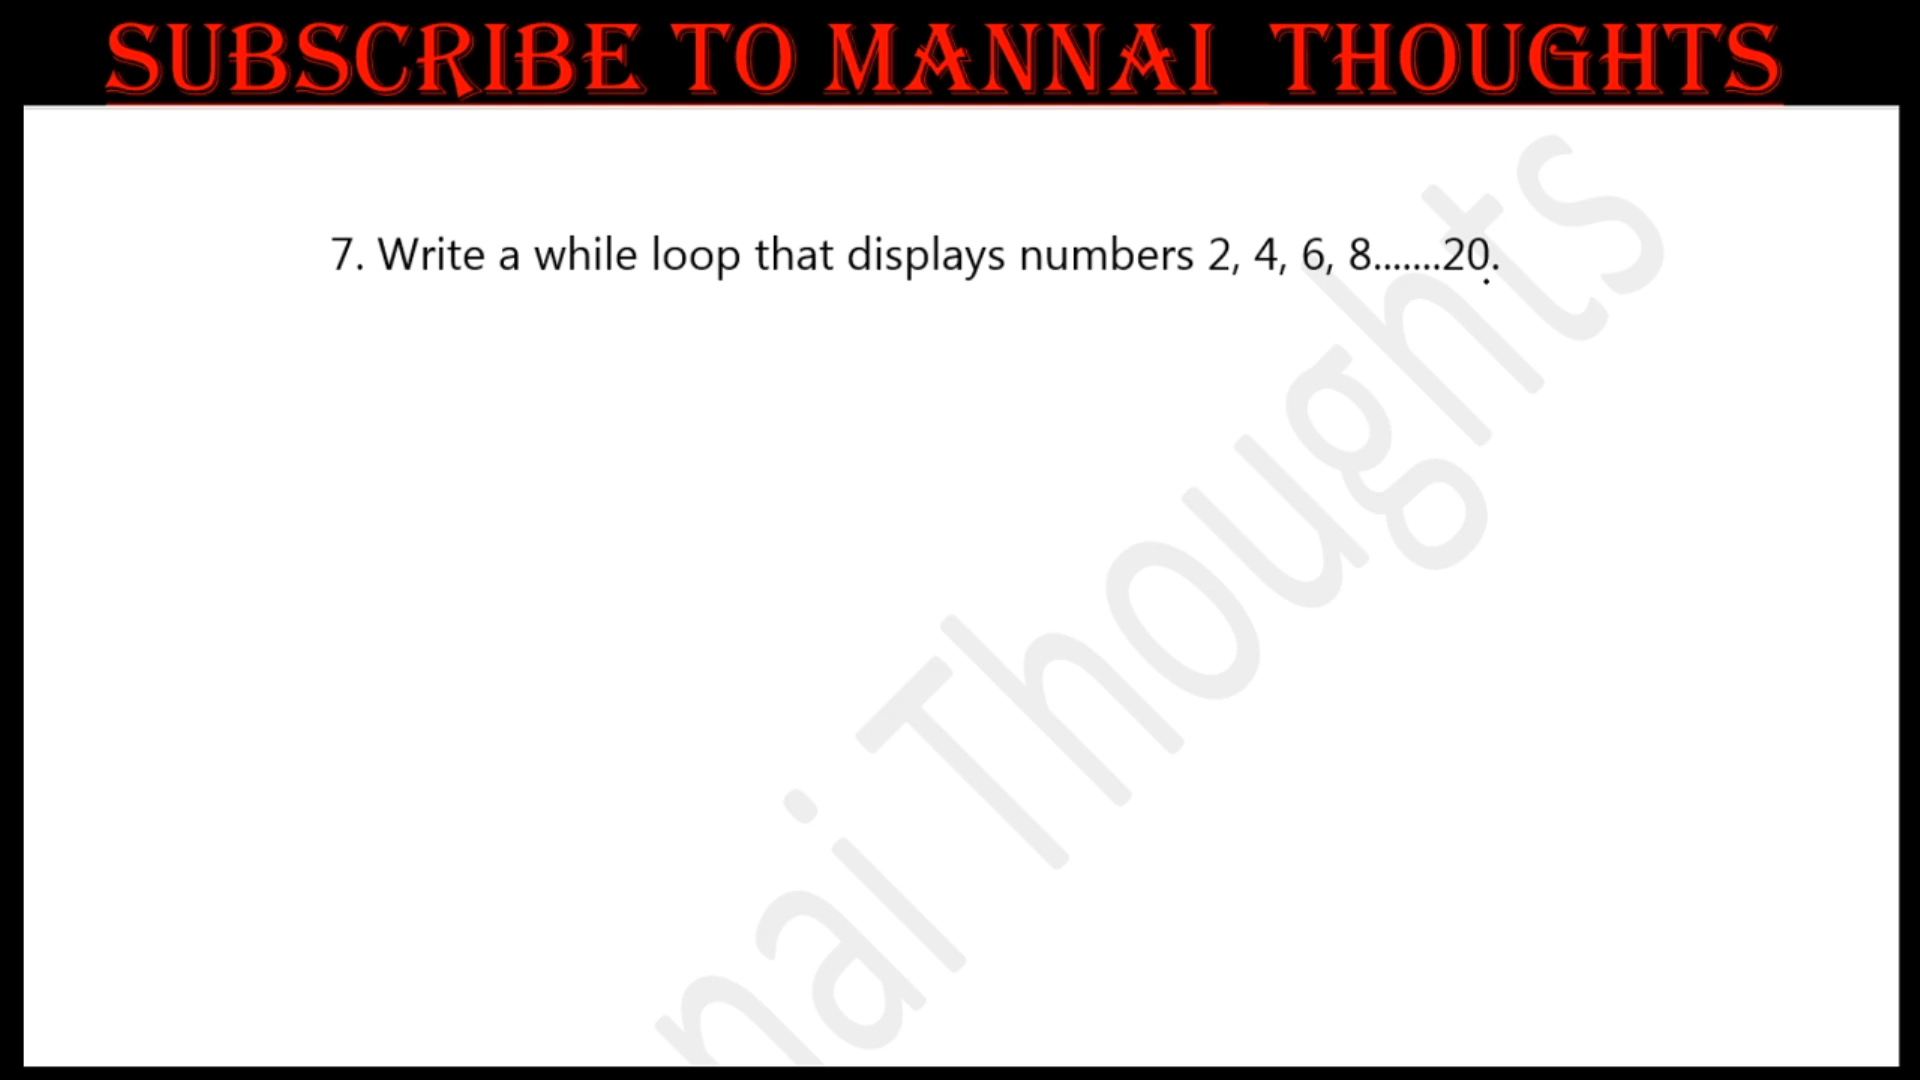 SUBSCRIBE TO MANNAI THOUGHTS
7. Write a while loop that displays numbers 2, 4, 6, 8.......20.
nai Thoughts